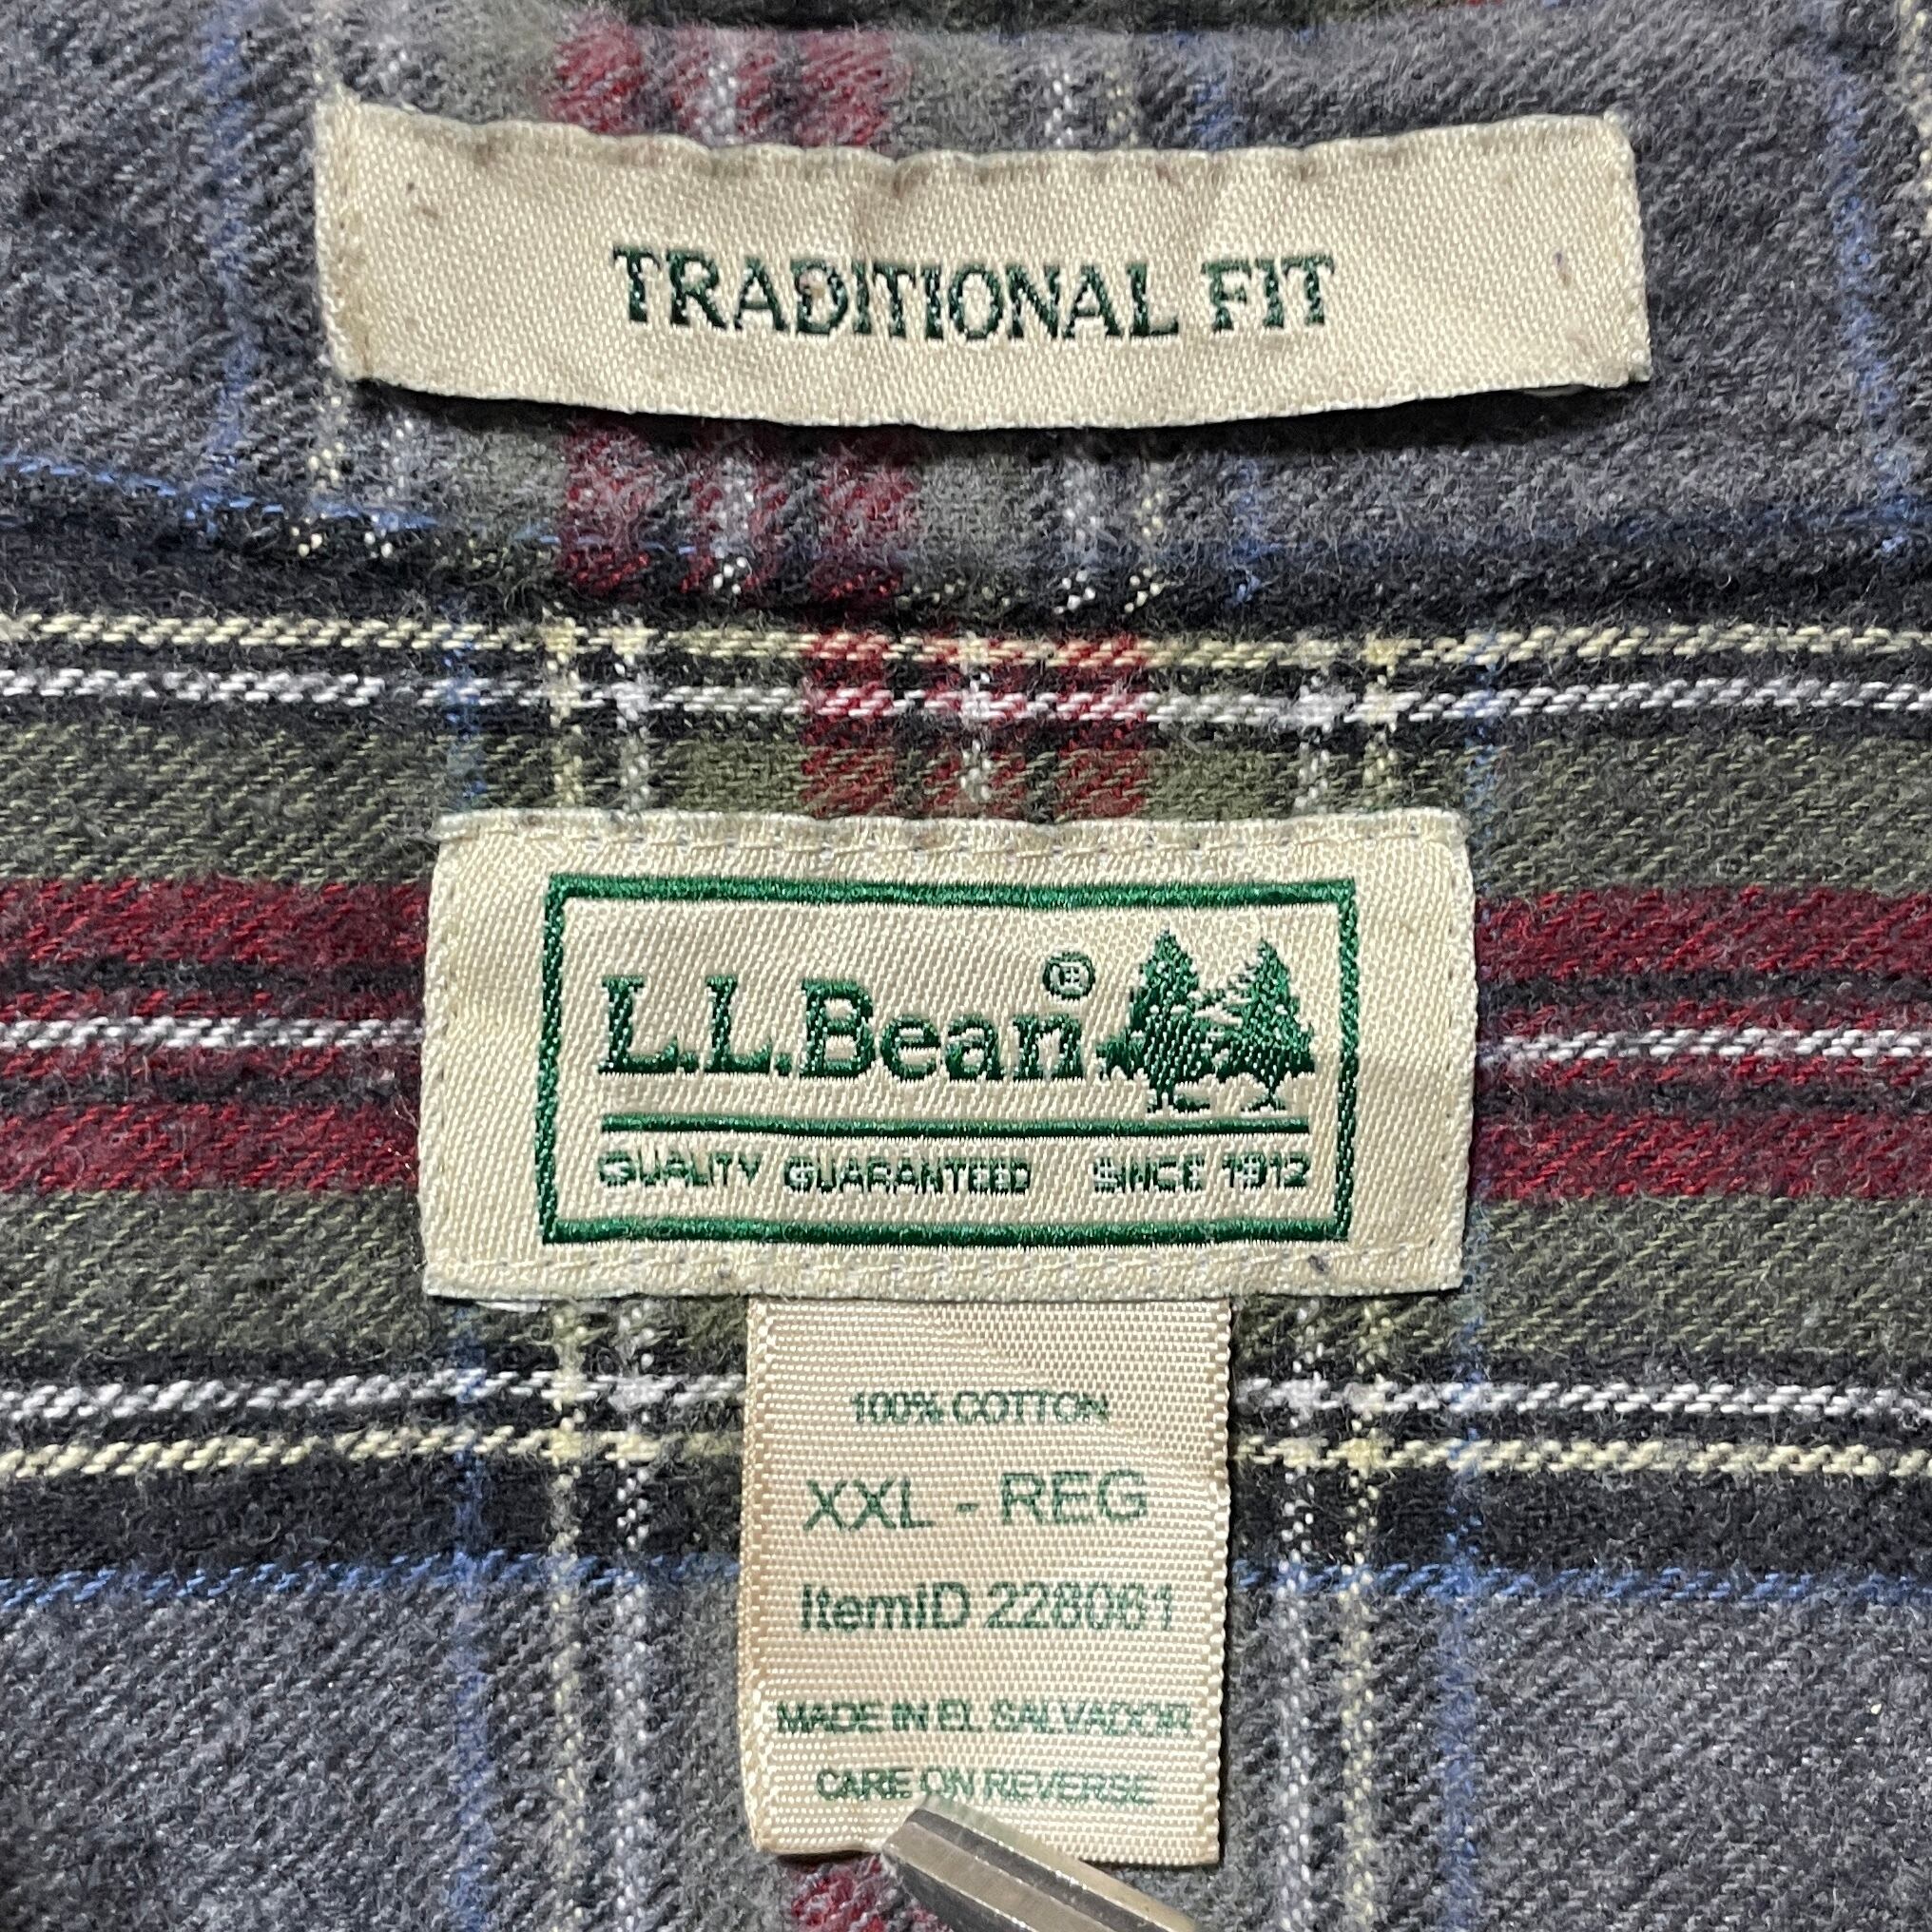 TRADITIONAL FIT
L.L.Bean®
QUALITY GUARANTEED SINCE 1912
100% COTTON
XXL - REG
ItemID 228061
MADE IN EL SALVADOR
CARE ON REVERSE